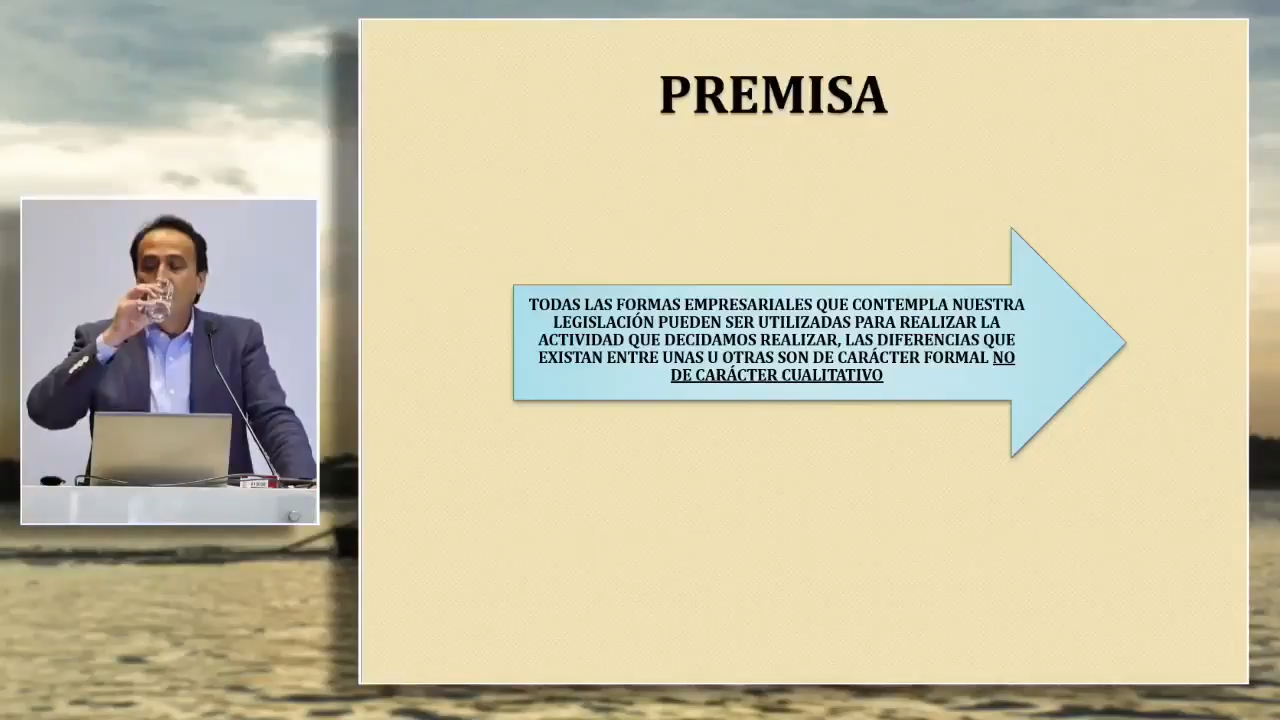 PREMISA
TODAS LAS FORMAS EMPRESARIALES QUE CONTEMPLA NUESTRA
LEGISLACIÓN PUEDEN SER UTILIZADAS PARA REALIZAR LA
ACTIVIDAD QUE DECIDAMOS REALIZAR, LAS DIFERENCIAS QUE
EXISTAN ENTRE UNAS U OTRAS SON DE CARÁCTER FORMAL NO
DE CARÁCTER CUALITATIVO